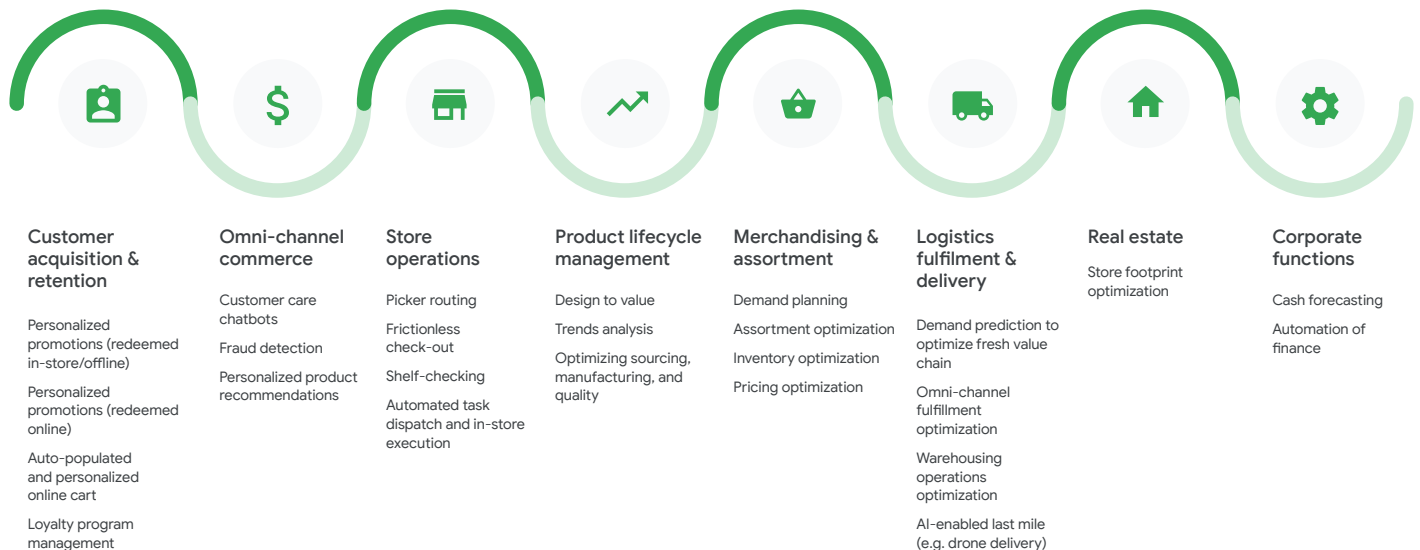 Customer
acquisition &
retention
Personalized
promotions (redeemed
in-store/offline)
Personalized
promotions (redeemed
online)
Auto-populated
and personalized
online cart
Loyalty program
management
Omni-channel
commerce
Customer care
chatbots
Fraud detection
Personalized product
recommendations
Store
operations
Picker routing
Frictionless
check-out
Shelf-checking
Automated task
dispatch and in-store
execution
Product lifecycle
management
Design to value
Trends analysis
Optimizing sourcing,
manufacturing, and
quality
Merchandising &
assortment
Demand planning
Assortment optimization
Inventory optimization
Pricing optimization
Logistics
fulfilment &
delivery
Demand prediction to
optimize fresh value
chain
Omni-channel
fulfillment
optimization
Warehousing
operations
optimization
AI-enabled last mile
(e.g. drone delivery)
Real estate
Store footprint
optimization
Corporate
functions
Cash forecasting
Automation of
finance